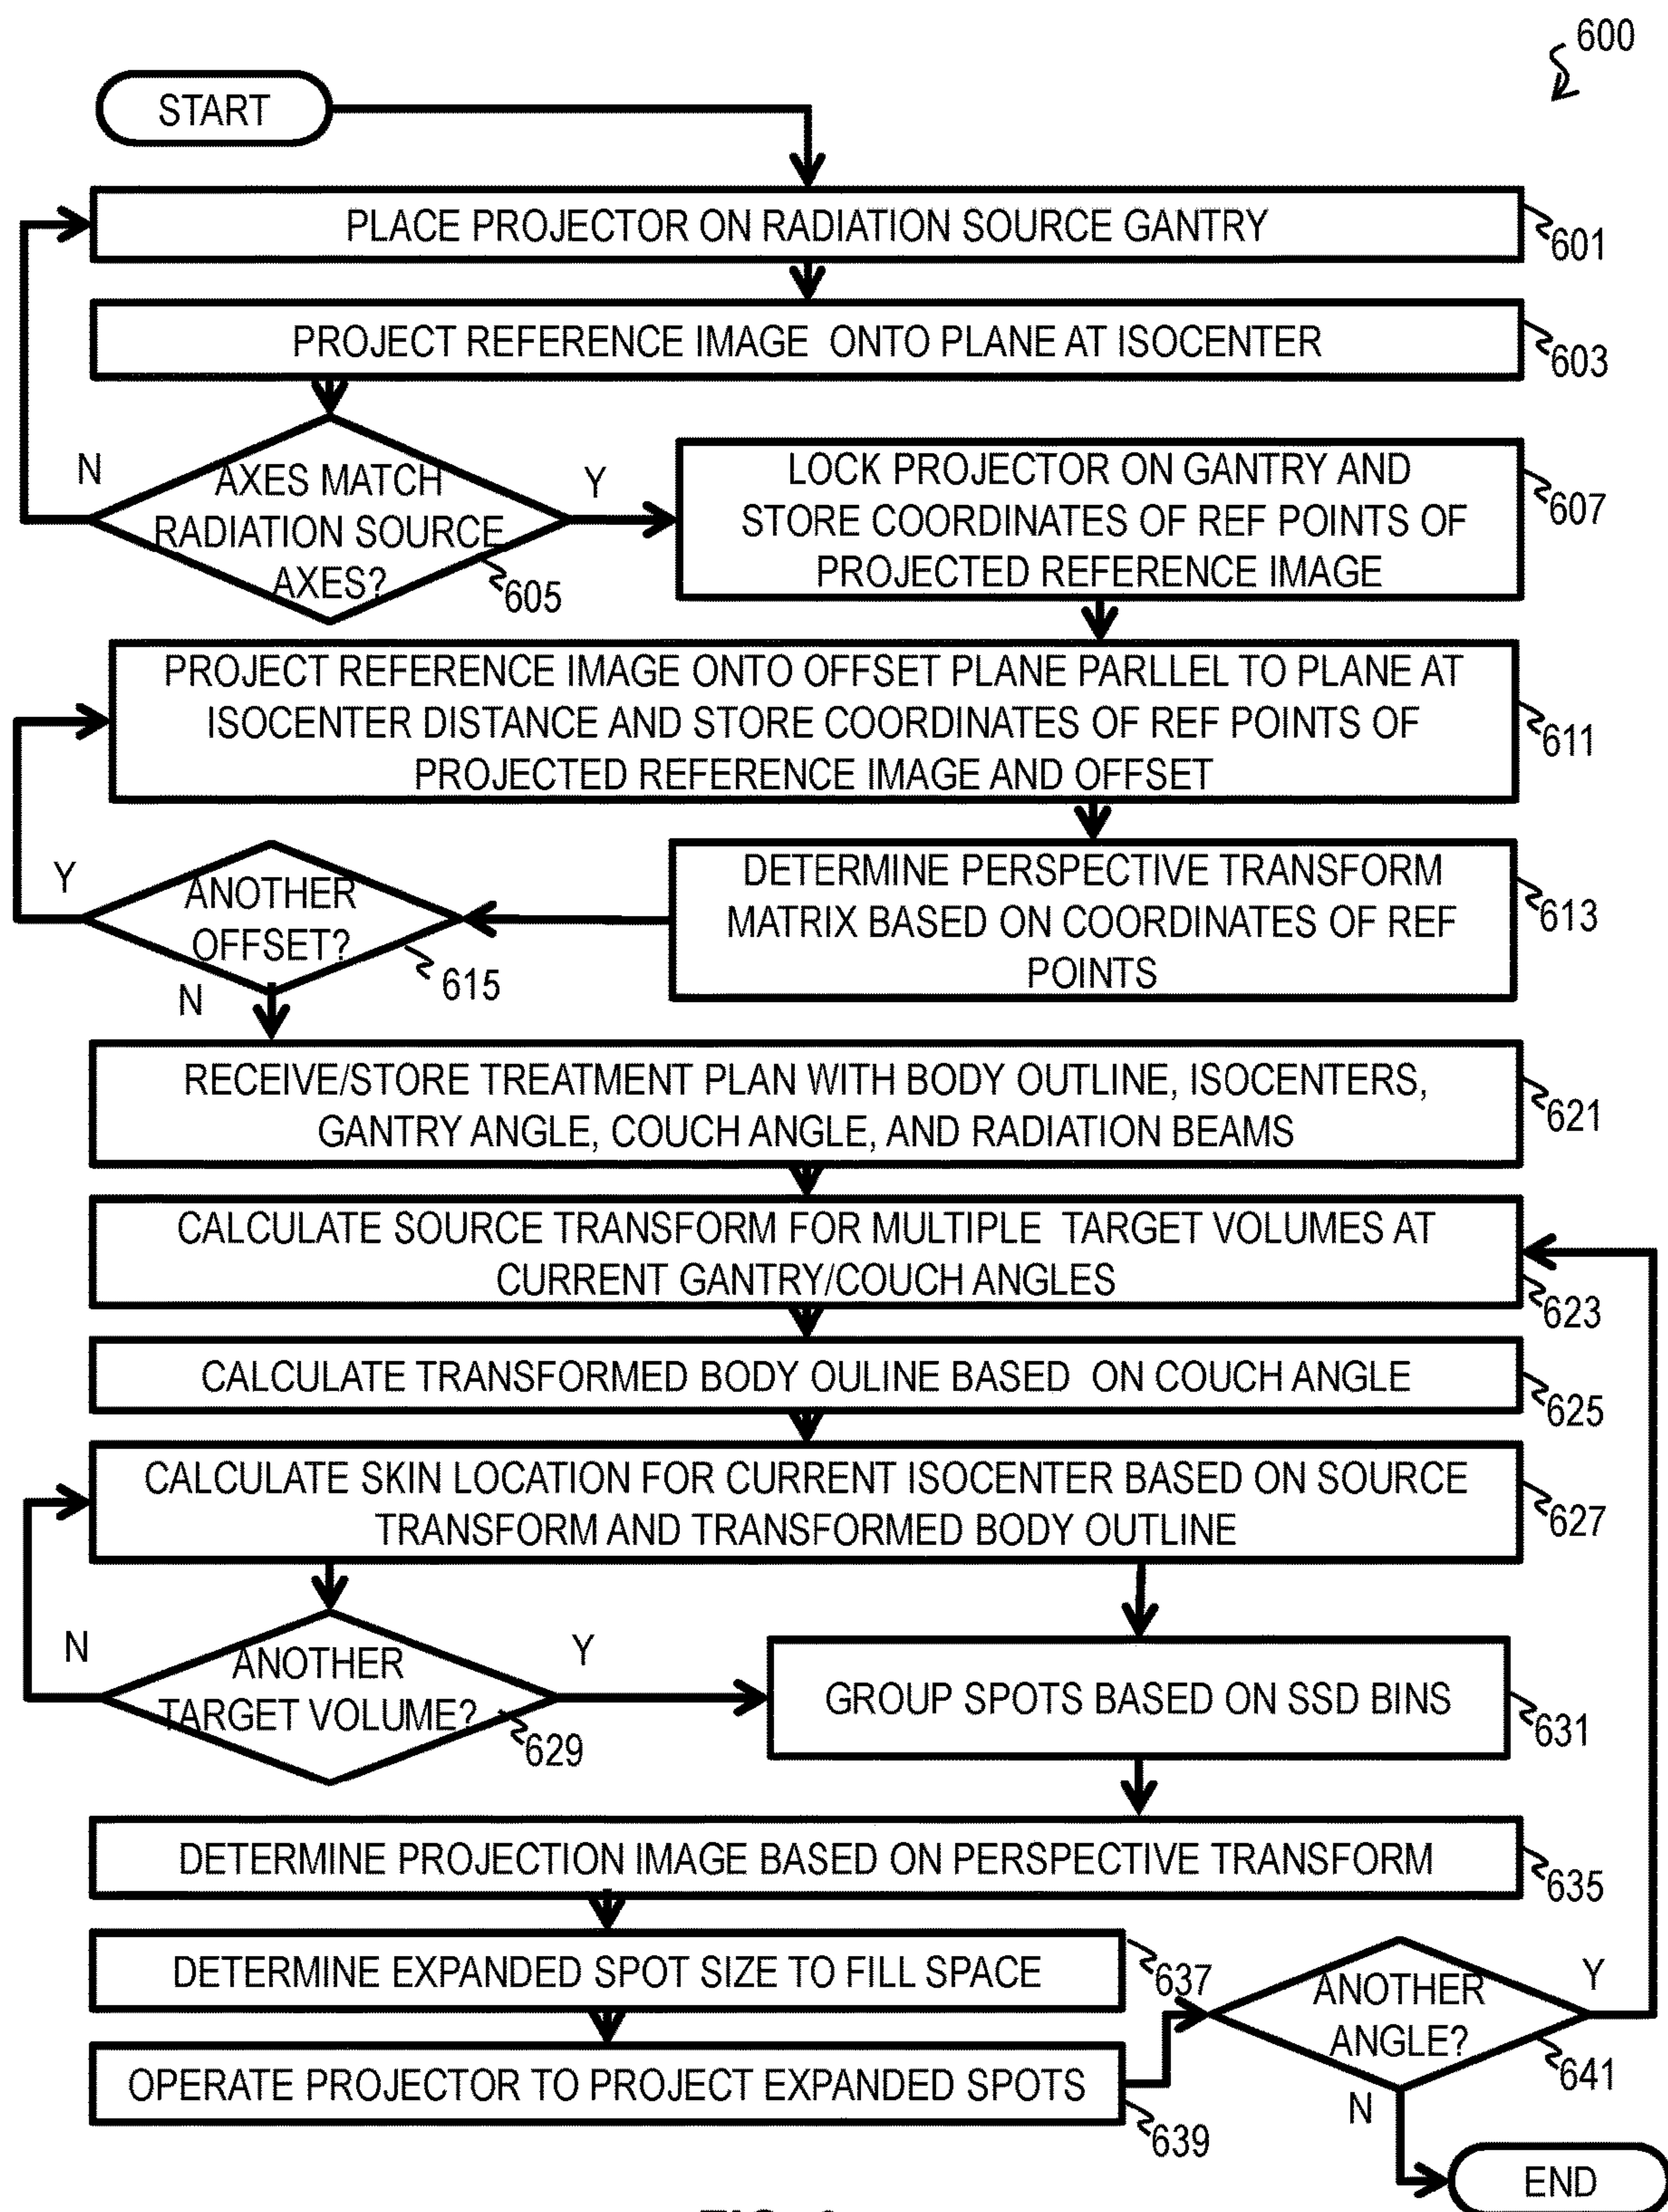 600
START
PLACE PROJECTOR ON RADIATION SOURCE GANTRY
601
PROJECT REFERENCE IMAGE ONTO PLANE AT ISOCENTER
603
N
AXES MATCH
RADIATION SOURCE
AXES?
605
Y
LOCK PROJECTOR ON GANTRY AND
STORE COORDINATES OF REF POINTS OF
PROJECTED REFERENCE IMAGE
607
PROJECT REFERENCE IMAGE ONTO OFFSET PLANE PARLLEL TO PLANE AT
ISOCENTER DISTANCE AND STORE COORDINATES OF REF POINTS OF
PROJECTED REFERENCE IMAGE AND OFFSET
611
DETERMINE PERSPECTIVE TRANSFORM
MATRIX BASED ON COORDINATES OF REF
POINTS
613
Y
ANOTHER
OFFSET?
615
N
RECEIVE/STORE TREATMENT PLAN WITH BODY OUTLINE, ISOCENTERS,
GANTRY ANGLE, COUCH ANGLE, AND RADIATION BEAMS
621
CALCULATE SOURCE TRANSFORM FOR MULTIPLE TARGET VOLUMES AT
CURRENT GANTRY/COUCH ANGLES
623
CALCULATE TRANSFORMED BODY OULINE BASED ON COUCH ANGLE
625
CALCULATE SKIN LOCATION FOR CURRENT ISOCENTER BASED ON SOURCE
TRANSFORM AND TRANSFORMED BODY OUTLINE
627
N
ANOTHER
TARGET VOLUME?
629
Y
GROUP SPOTS BASED ON SSD BINS
631
DETERMINE PROJECTION IMAGE BASED ON PERSPECTIVE TRANSFORM
635
DETERMINE EXPANDED SPOT SIZE TO FILL SPACE
637
OPERATE PROJECTOR TO PROJECT EXPANDED SPOTS
639
ANOTHER
ANGLE?
641
Y
N
END